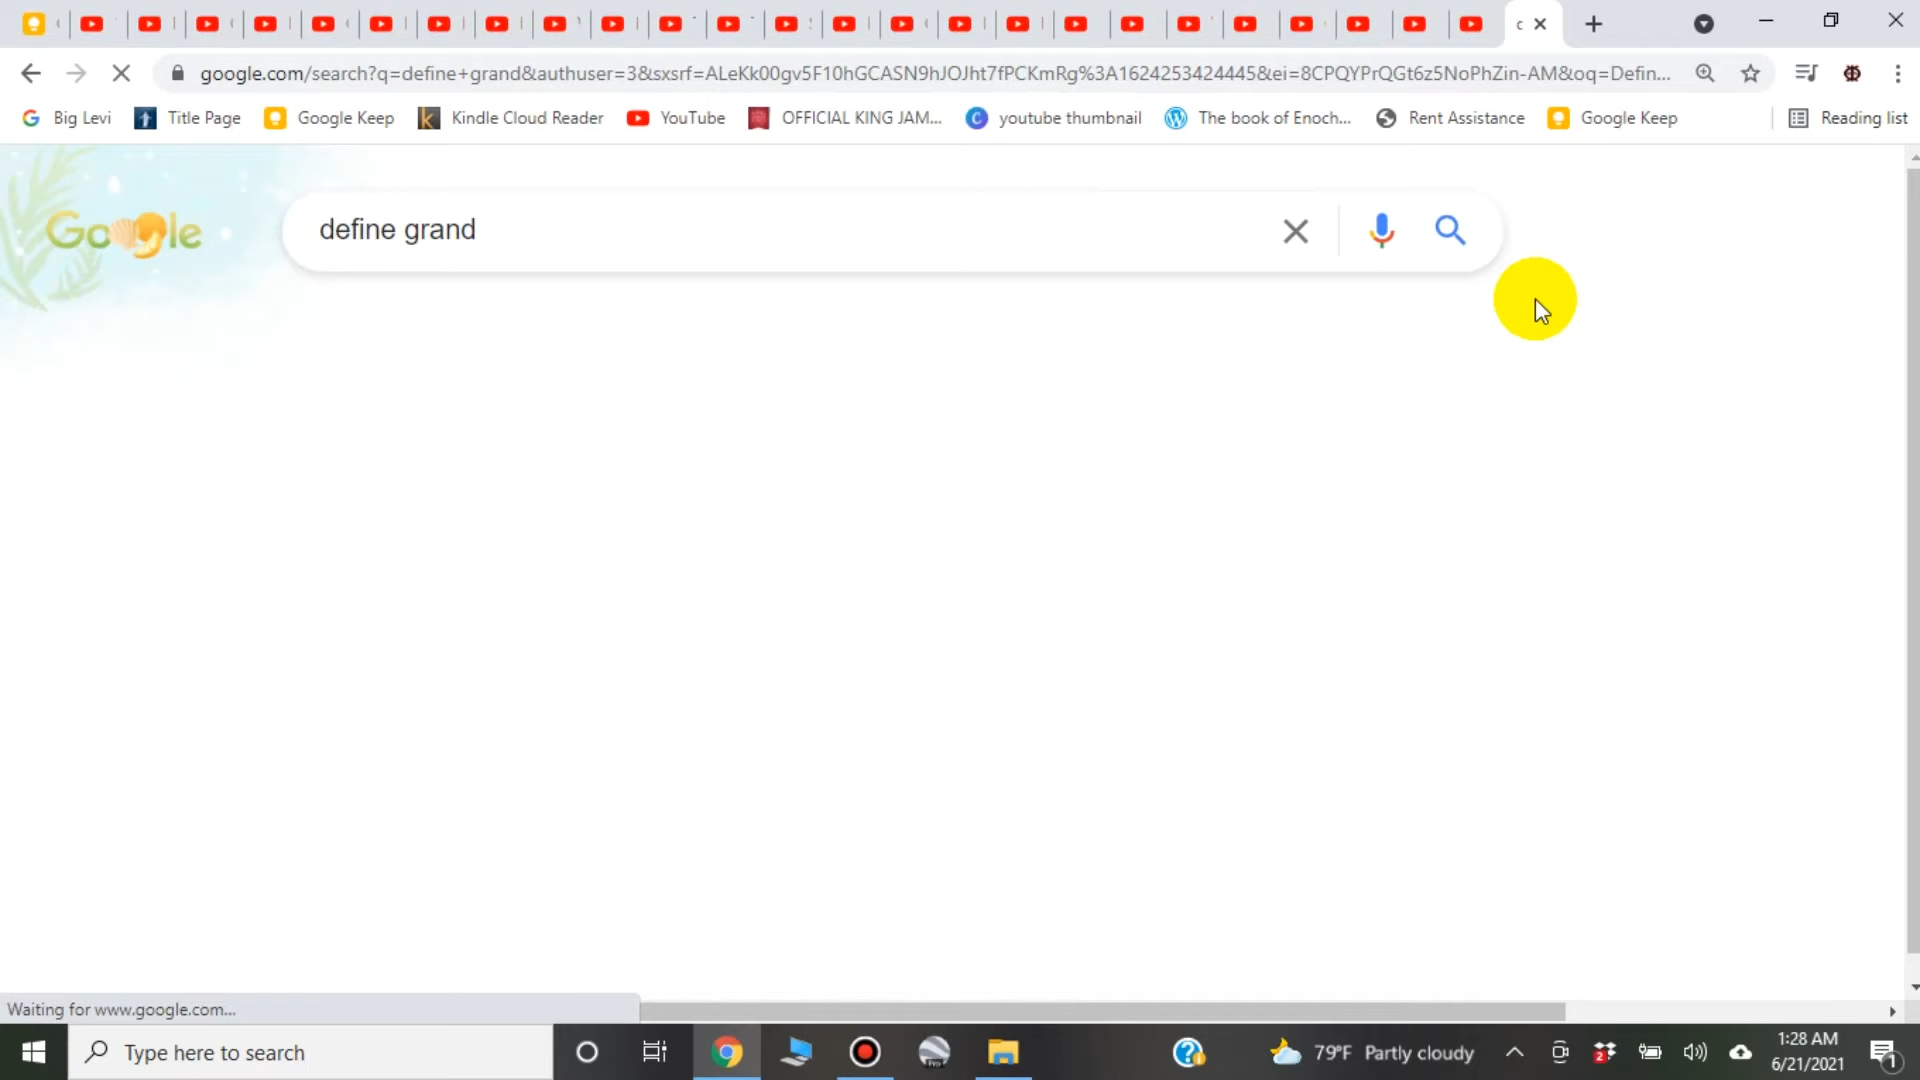 google.com/search?q=define+grand&authuser=3&sxsrf=ALeKk00gv5F10hGCASN9hJOJht7fPCKmRg%3A1624253424445&ei=8CPQYPrQGt6z5NoPhZin-AM&oq=Defin...
Big Levi Title Page Google Keep Kindle Cloud Reader YouTube OFFICIAL KING JAM... youtube thumbnail The book of Enoch... Rent Assistance Google Keep Reading list
Google define grand
Waiting for www.google.com...
Type here to search 79°F Partly cloudy 1:28 AM
6/21/2021